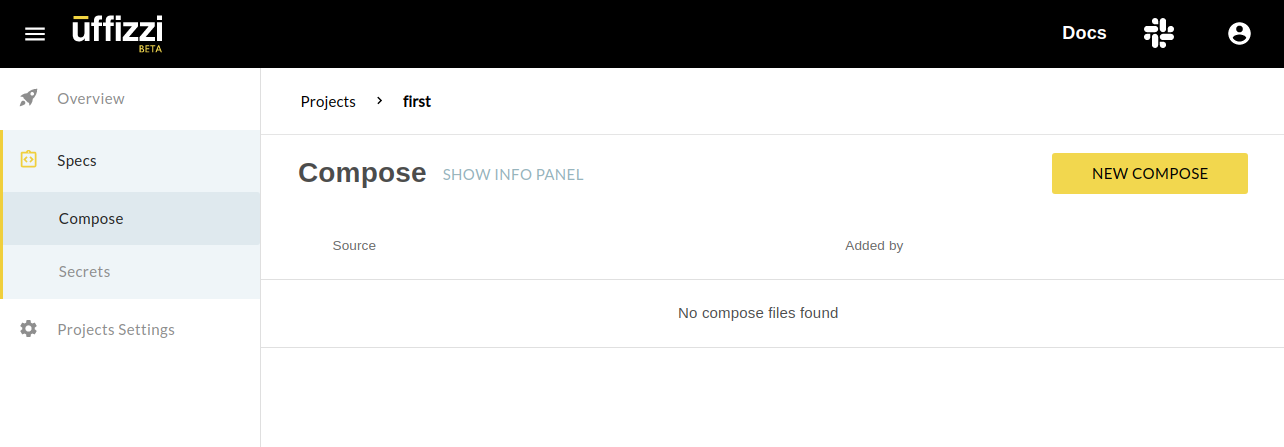 uffizzi
BETA
Docs
Overview
Specs
Compose
Secrets
Projects Settings
Projects > first
Compose SHOW INFO PANEL
NEW COMPOSE
Source Added by
No compose files found